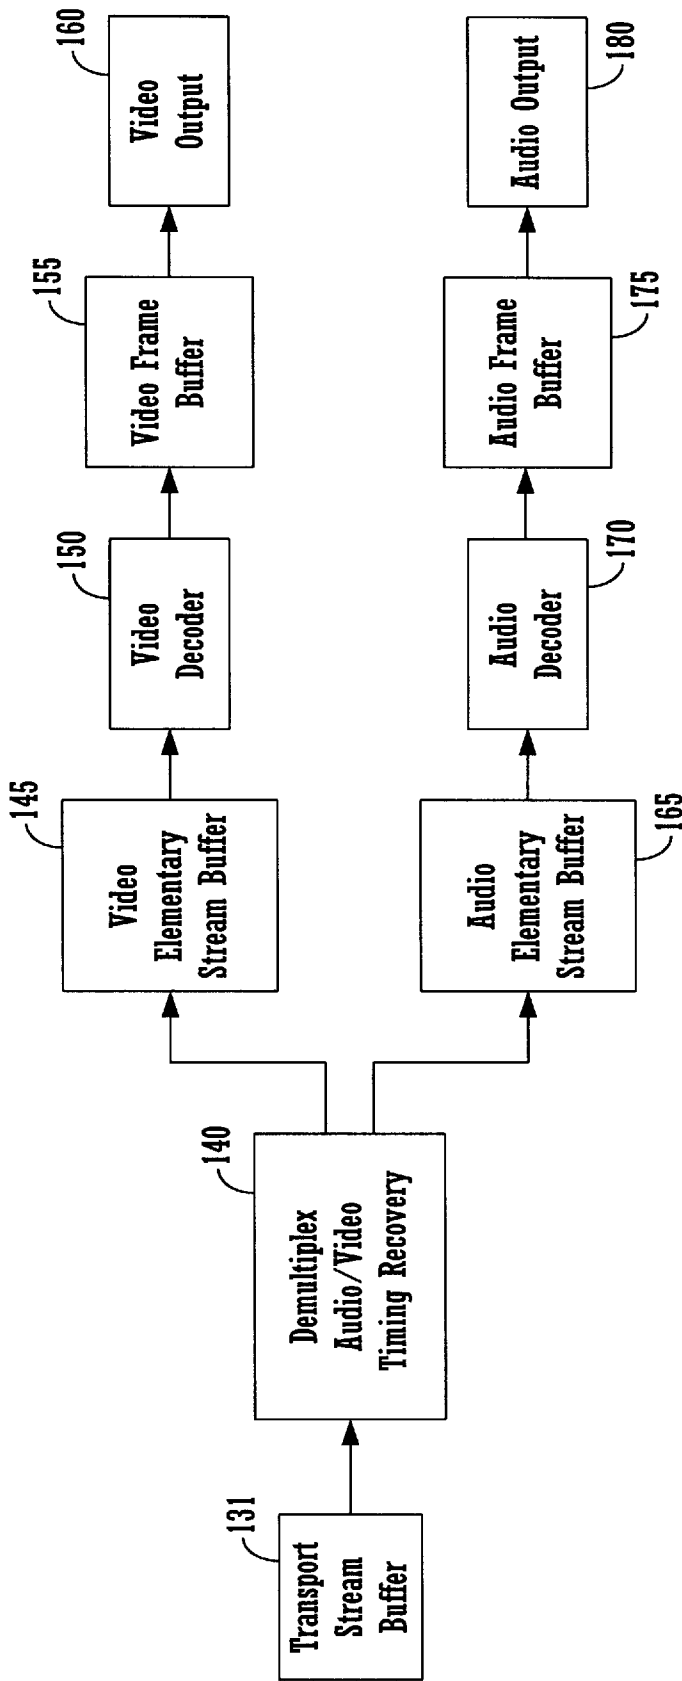 131
Transport
Stream
Buffer
140
Demultiplex
Audio/Video
Timing Recovery
145
Video
Elementary
Stream Buffer
150
Video
Decoder
155
Video Frame
Buffer
160
Video
Output
Audio
Elementary
Stream Buffer
165
Audio
Decoder
170
Audio Frame
Buffer
175
Audio Output
180